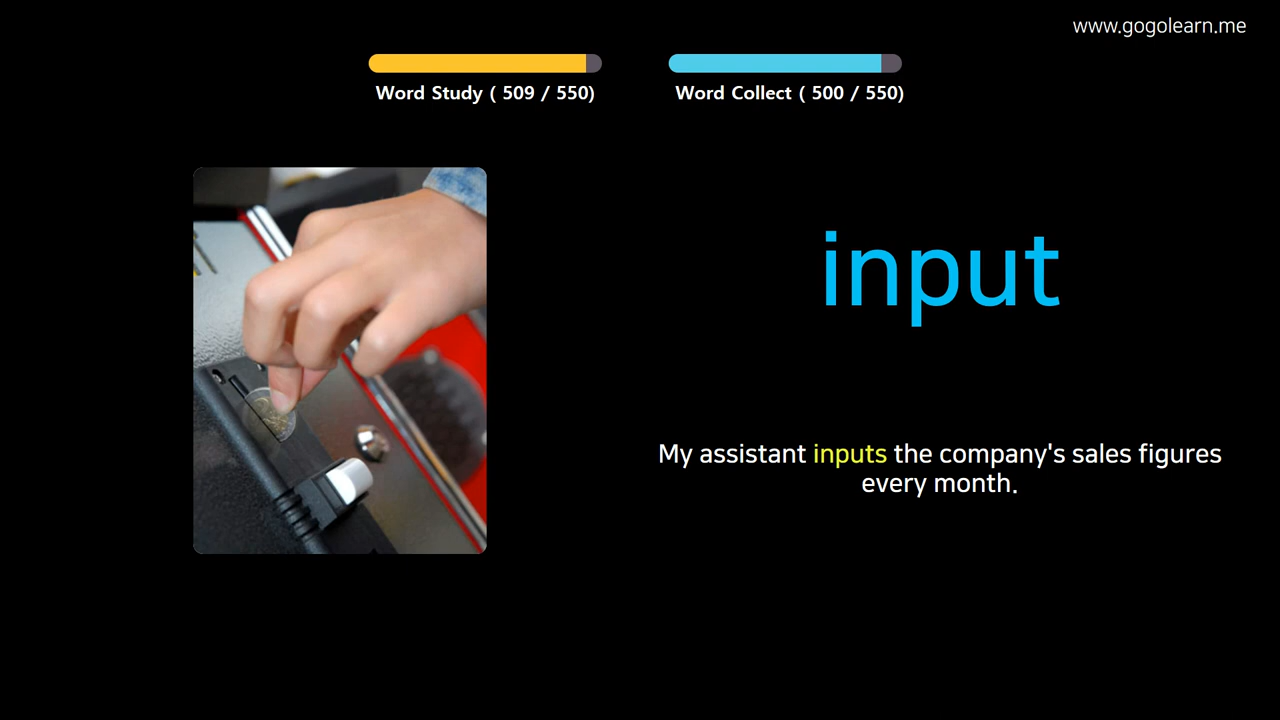 www.gogolearn.me
Word Study ( 509 / 550)
Word Collect ( 500 / 550)
input
My assistant inputs the company's sales figures
every month.